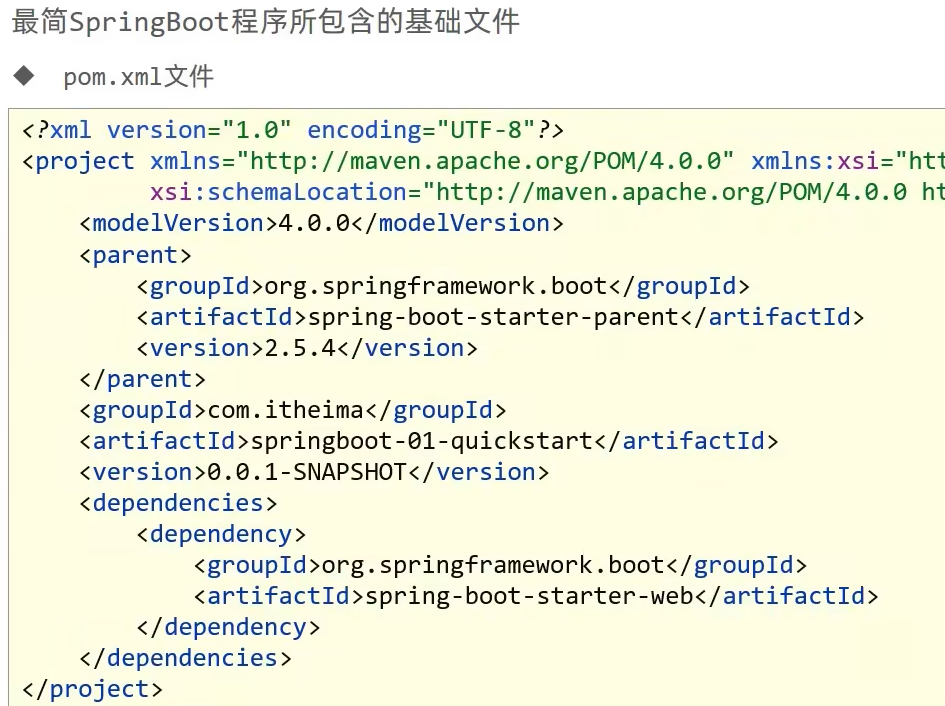 最简SpringBoot程序所包含的基础文件
◆ pom.xml文件
<?xml version="1.0" encoding="UTF-8"?>
<project xmlns="http://maven.apache.org/POM/4.0.0" xmlns:xsi="htt
         xsi:schemaLocation="http://maven.apache.org/POM/4.0.0 ht
    <modelVersion>4.0.0</modelVersion>
    <parent>
        <groupId>org.springframework.boot</groupId>
        <artifactId>spring-boot-starter-parent</artifactId>
        <version>2.5.4</version>
    </parent>
    <groupId>com.itheima</groupId>
    <artifactId>springboot-01-quickstart</artifactId>
    <version>0.0.1-SNAPSHOT</version>
    <dependencies>
        <dependency>
            <groupId>org.springframework.boot</groupId>
            <artifactId>spring-boot-starter-web</artifactId>
        </dependency>
    </dependencies>
</project>